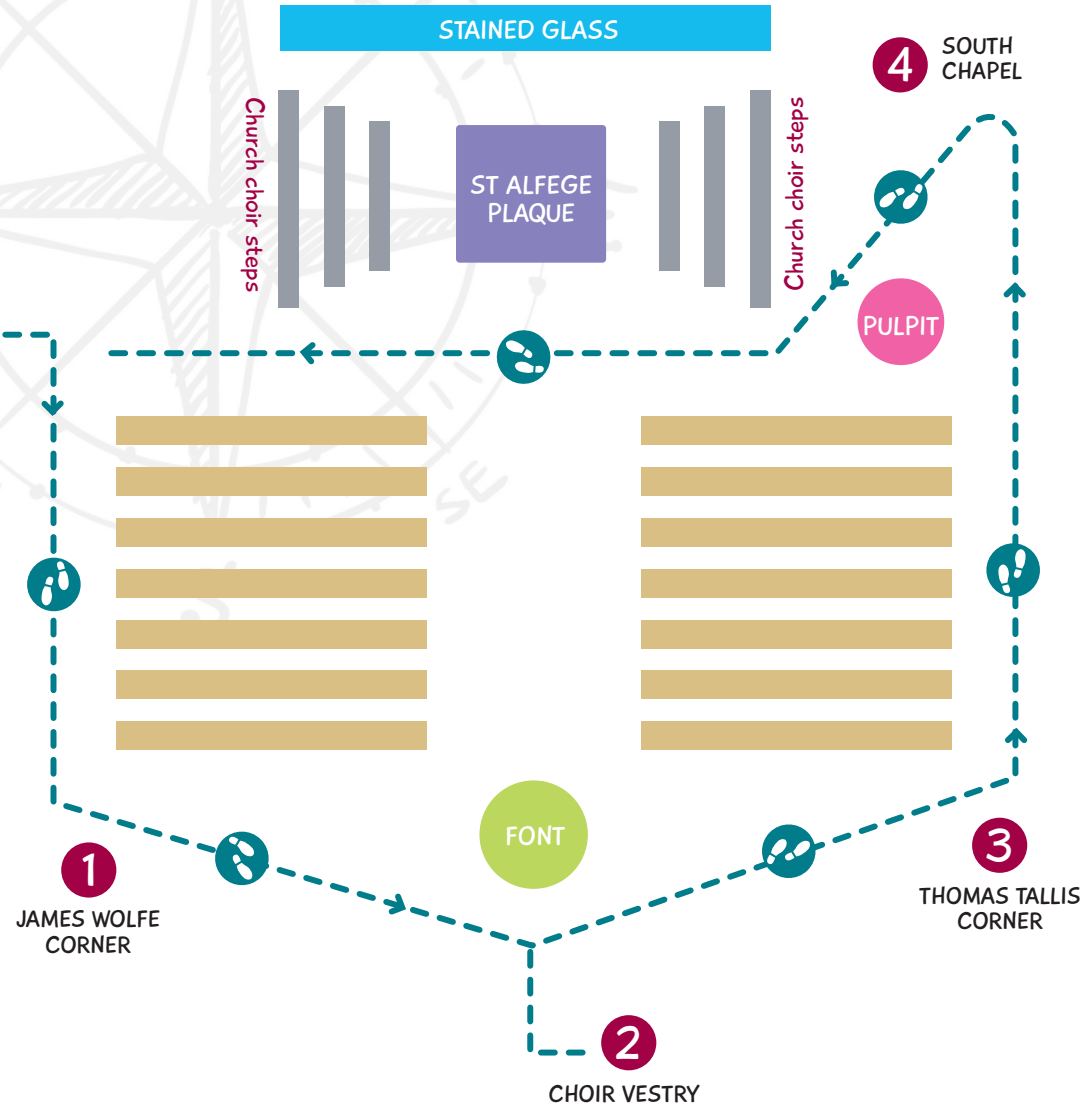 STAINED GLASS
4
SOUTH
CHAPEL
Church choir steps
ST ALFEGE
PLAQUE
Church choir steps
PULPIT
FONT
1
JAMES WOLFE
CORNER
3
THOMAS TALLIS
CORNER
2
CHOIR VESTRY
SE